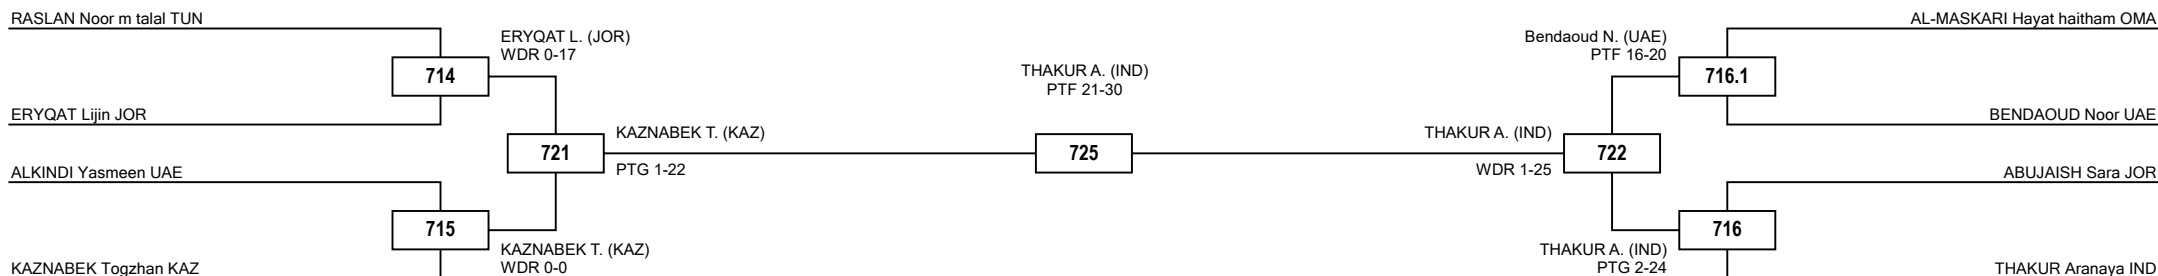 RASLAN Noor m talal TUN
AL-MASKARI Hayat haitham OMA
ERYQAT L. (JOR)
WDR 0-17
Bendaoud N. (UAE)
PTF 16-20
714
THAKUR A. (IND)
PTF 21-30
716.1
ERYQAT Lijin JOR
BENDAOUD Noor UAE
KAZNABEK T. (KAZ)
THAKUR A. (IND)
721
725
722
PTG 1-22
WDR 1-25
ALKINDI Yasmeen UAE
ABUJAISH Sara JOR
715
716
KAZNABEK T. (KAZ)
WDR 0-0
THAKUR A. (IND)
PTG 2-24
KAZNABEK Togzhan KAZ
THAKUR Aranaya IND